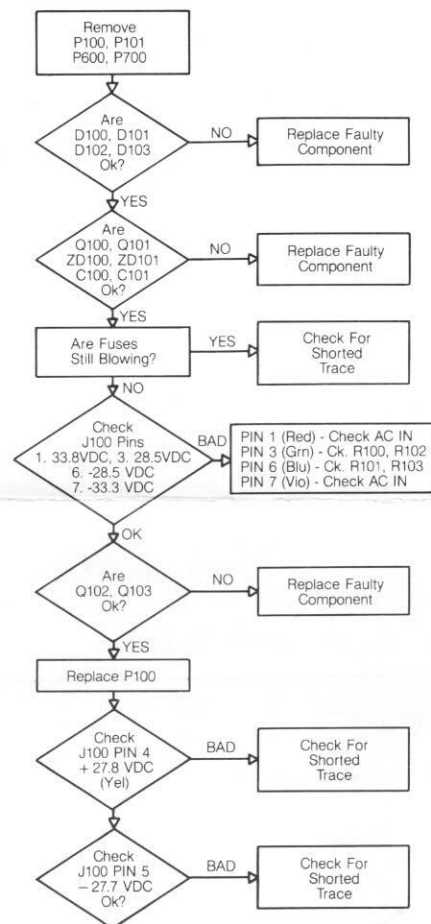 Remove
P100, P101
P600, P700
Are
D100, D101
D102, D103
Ok?
NO
Replace Faulty
Component
YES
Are
Q100, Q101
ZD100, ZD101
C100, C101
Ok?
NO
Replace Faulty
Component
YES
Are Fuses
Still Blowing?
YES
Check For
Shorted
Trace
NO
Check
J100 Pins
1. 33.8VDC, 3. 28.5VDC
6. -28.5 VDC
7. -33.3 VDC
BAD
PIN 1 (Red) - Check AC IN
PIN 3 (Grn) - Ck. R100, R102
PIN 6 (Blu) - Ck. R101, R103
PIN 7 (Vio) - Check AC IN
OK
Are
Q102, Q103
Ok?
NO
Replace Faulty
Component
YES
Replace P100
Check
J100 PIN 4
+ 27.8 VDC
(Yel)
BAD
Check For
Shorted
Trace
Check
J100 PIN 5
− 27.7 VDC
Ok?
BAD
Check For
Shorted
Trace